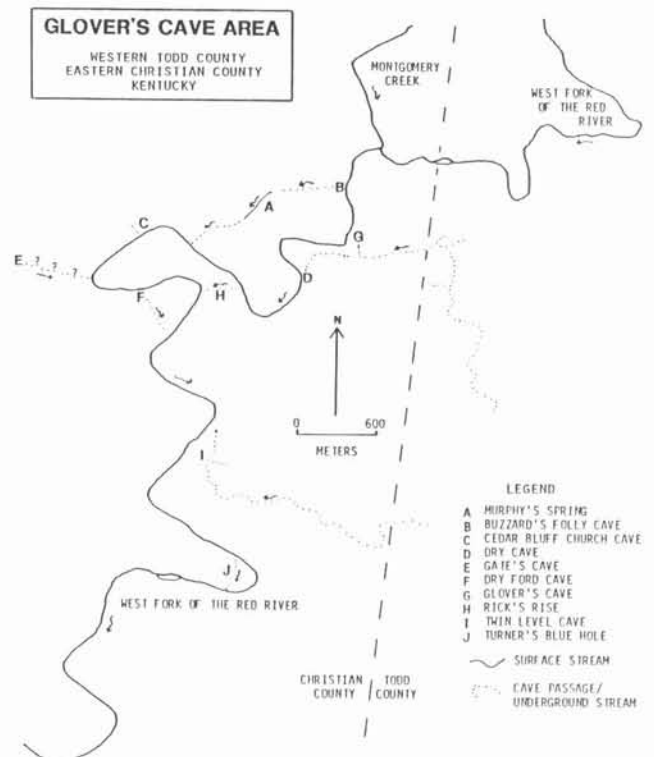 GLOVER'S CAVE AREA
WESTERN TODD COUNTY
EASTERN CHRISTIAN COUNTY
KENTUCKY
MONTGOMERY
CREEK
WEST FORK
OF THE RED
RIVER
B
A
C
G
E
? ? ?
D
F
H
N
0 600
METERS
I
J
WEST FORK OF THE RED RIVER
CHRISTIAN
COUNTY
TODD
COUNTY
LEGEND
A MURPHY'S SPRING
B BUZZARD'S FOLLY CAVE
C CEDAR BLUFF CHURCH CAVE
D DRY CAVE
E GATE'S CAVE
F DRY FORD CAVE
G GLOVER'S CAVE
H RICK'S RISE
I TWIN LEVEL CAVE
J TURNER'S BLUE HOLE
SURFACE STREAM
CAVE PASSAGE/
UNDERGROUND STREAM